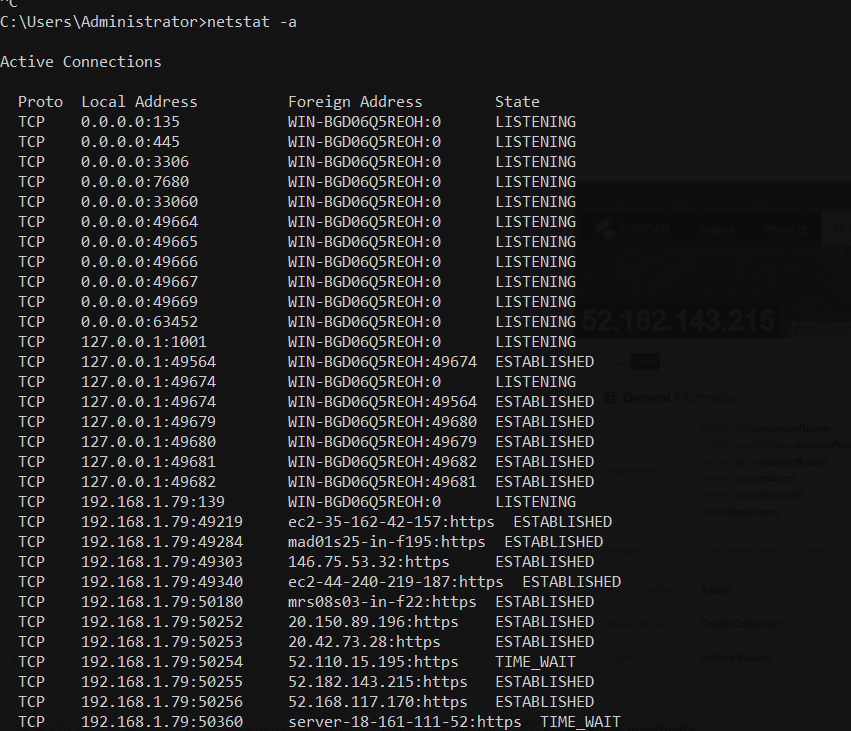 ^C
C:\Users\Administrator>netstat -a
Active Connections
Proto  Local Address          Foreign Address        State
TCP    0.0.0.0:135            WIN-BGD06Q5REOH:0      LISTENING
TCP    0.0.0.0:445            WIN-BGD06Q5REOH:0      LISTENING
TCP    0.0.0.0:3306           WIN-BGD06Q5REOH:0      LISTENING
TCP    0.0.0.0:7680           WIN-BGD06Q5REOH:0      LISTENING
TCP    0.0.0.0:33060          WIN-BGD06Q5REOH:0      LISTENING
TCP    0.0.0.0:49664          WIN-BGD06Q5REOH:0      LISTENING
TCP    0.0.0.0:49665          WIN-BGD06Q5REOH:0      LISTENING
TCP    0.0.0.0:49666          WIN-BGD06Q5REOH:0      LISTENING
TCP    0.0.0.0:49667          WIN-BGD06Q5REOH:0      LISTENING
TCP    0.0.0.0:49669          WIN-BGD06Q5REOH:0      LISTENING
TCP    0.0.0.0:63452          WIN-BGD06Q5REOH:0      LISTENING
TCP    127.0.0.1:1001         WIN-BGD06Q5REOH:0      LISTENING
TCP    127.0.0.1:49564        WIN-BGD06Q5REOH:49674  ESTABLISHED
TCP    127.0.0.1:49674        WIN-BGD06Q5REOH:0      LISTENING
TCP    127.0.0.1:49674        WIN-BGD06Q5REOH:49564  ESTABLISHED
TCP    127.0.0.1:49679        WIN-BGD06Q5REOH:49680  ESTABLISHED
TCP    127.0.0.1:49680        WIN-BGD06Q5REOH:49679  ESTABLISHED
TCP    127.0.0.1:49681        WIN-BGD06Q5REOH:49682  ESTABLISHED
TCP    127.0.0.1:49682        WIN-BGD06Q5REOH:49681  ESTABLISHED
TCP    192.168.1.79:139       WIN-BGD06Q5REOH:0      LISTENING
TCP    192.168.1.79:49219     ec2-35-162-42-157:https  ESTABLISHED
TCP    192.168.1.79:49284     mad01s25-in-f195:https  ESTABLISHED
TCP    192.168.1.79:49303     146.75.53.32:https     ESTABLISHED
TCP    192.168.1.79:49340     ec2-44-240-219-187:https  ESTABLISHED
TCP    192.168.1.79:50180     mrs08s03-in-f22:https  ESTABLISHED
TCP    192.168.1.79:50252     20.150.89.196:https    ESTABLISHED
TCP    192.168.1.79:50253     20.42.73.28:https      ESTABLISHED
TCP    192.168.1.79:50254     52.110.15.195:https    TIME_WAIT
TCP    192.168.1.79:50255     52.182.143.215:https   ESTABLISHED
TCP    192.168.1.79:50256     52.168.117.170:https   ESTABLISHED
TCP    192.168.1.79:50360     server-18-161-111-52:https  TIME_WAIT
SHODAN Explore Pricing
52.182.143.215
General Information
Azure
United States